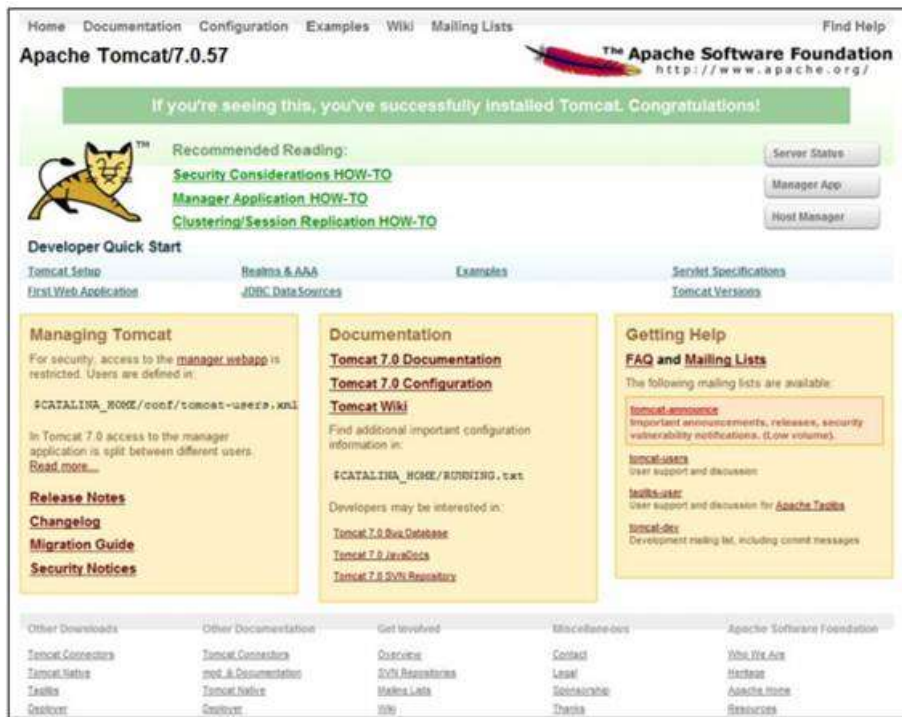 Home Documentation Configuration Examples Wiki Mailing Lists Find Help
Apache Tomcat/7.0.57
The Apache Software Foundation
http://www.apache.org/
If you're seeing this, you've successfully installed Tomcat. Congratulations!
TM
Recommended Reading:
Security Considerations HOW-TO
Manager Application HOW-TO
Clustering/Session Replication HOW-TO
Server Status
Manager App
Host Manager
Developer Quick Start
Tomcat Setup Realms & AAA Examples Servlet Specifications
First Web Application JDBC DataSources Tomcat Versions
Managing Tomcat
For security, access to the manager webapp is
restricted. Users are defined in:
$CATALINA_HOME/conf/tomcat-users.xml
In Tomcat 7.0 access to the manager
application is split between different users.
Read more...
Release Notes
Changelog
Migration Guide
Security Notices
Documentation
Tomcat 7.0 Documentation
Tomcat 7.0 Configuration
Tomcat Wiki
Find additional important configuration
information in:
$CATALINA_HOME/RUNNING.txt
Developers may be interested in:
Tomcat 7.0 Bug Database
Tomcat 7.0 JavaDocs
Tomcat 7.0 SVN Repository
Getting Help
FAQ and Mailing Lists
The following mailing lists are available:
tomcat-announce
Important announcements, releases, security
vulnerability notifications. (Low volume).
tomcat-users
User support and discussion
taglibs-user
User support and discussion for Apache Taglibs
tomcat-dev
Development mailing list, including commit messages
Other Downloads Other Documentation Get Involved Miscellaneous Apache Software Foundation
Tomcat Connectors Tomcat Connectors Overview Contact Who We Are
Tomcat Native mod_jk Documentation SVN Repositories Legal Heritage
Taglibs Tomcat Native Mailing Lists Sponsorship Apache Home
Deployer Deployer Wiki Thanks Resources